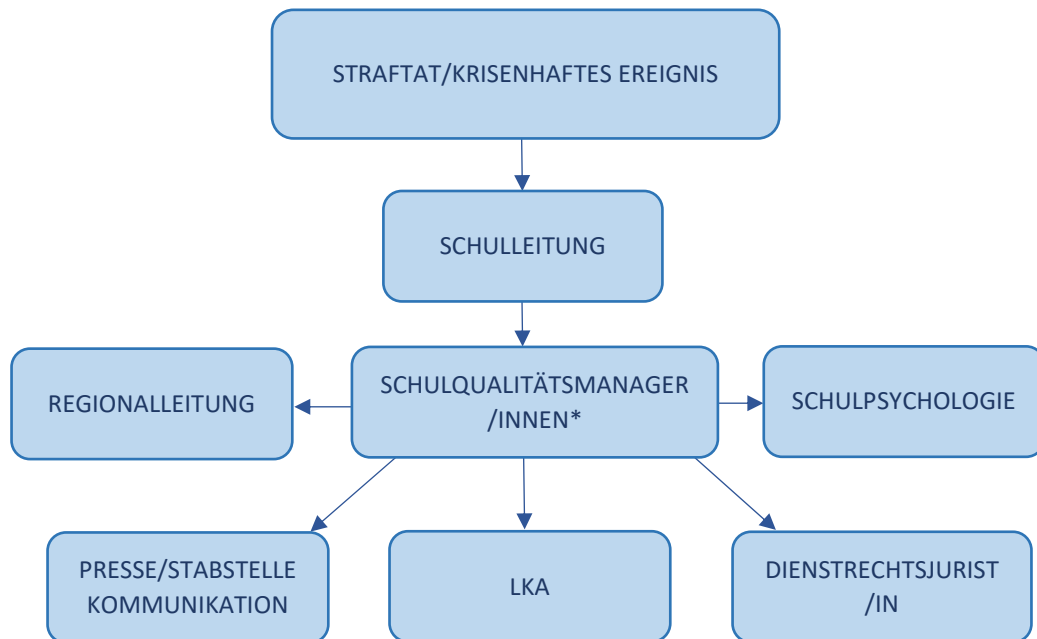 STRAFTAT/KRISENHAFTES EREIGNIS
SCHULLEITUNG
REGIONALLEITUNG
SCHULQUALITÄTSMANAGER
/INNEN*
SCHULPSYCHOLOGIE
PRESSE/STABSTELLE
KOMMUNIKATION
LKA
DIENSTRECHTSJURIST
/IN